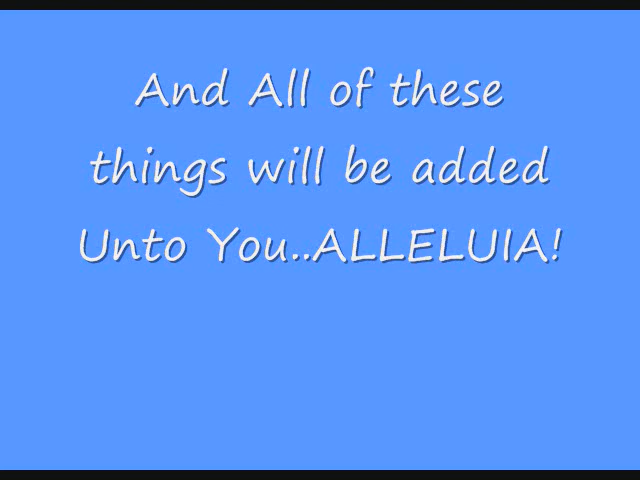 And All of these
things will be added
Unto You..ALLELUIA!